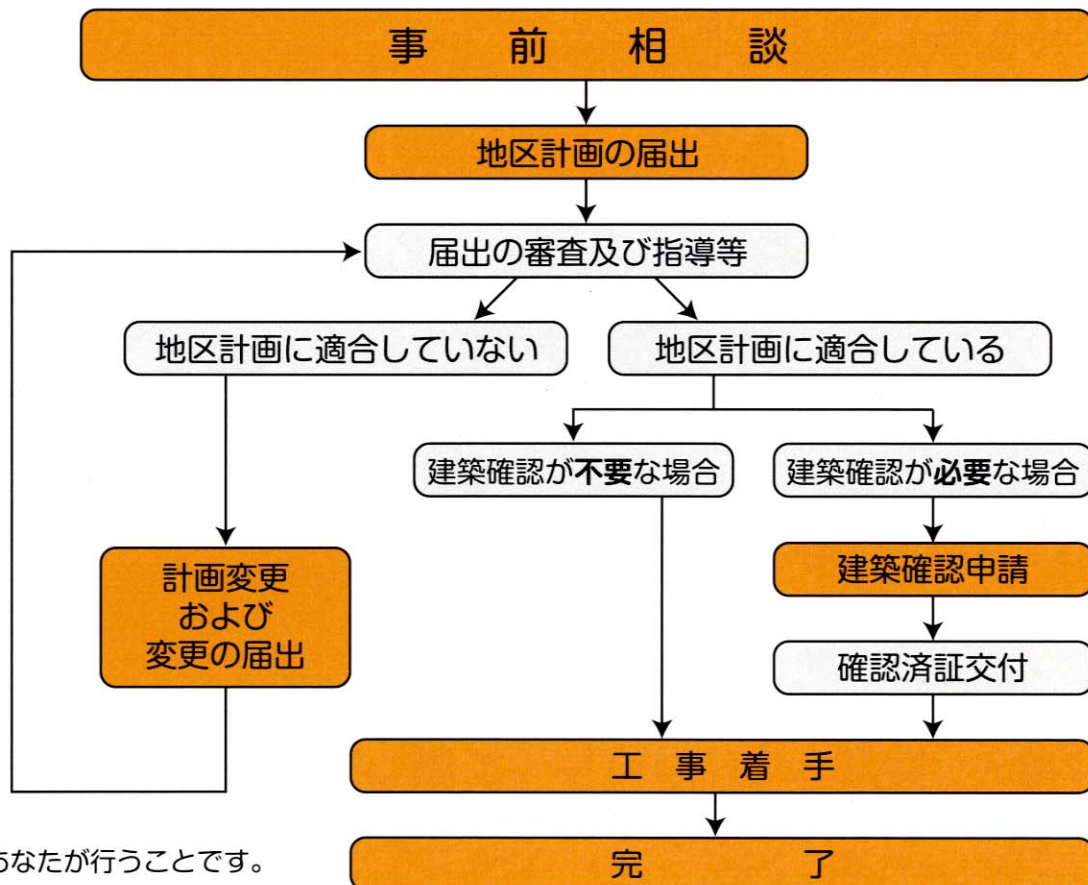 事前相談
地区計画の届出
届出の審査及び指導等
地区計画に適合していない
地区計画に適合している
建築確認が不要な場合
建築確認が必要な場合
計画変更
および
変更の届出
建築確認申請
確認済証交付
工事着手
完了
あなたが行うことです。